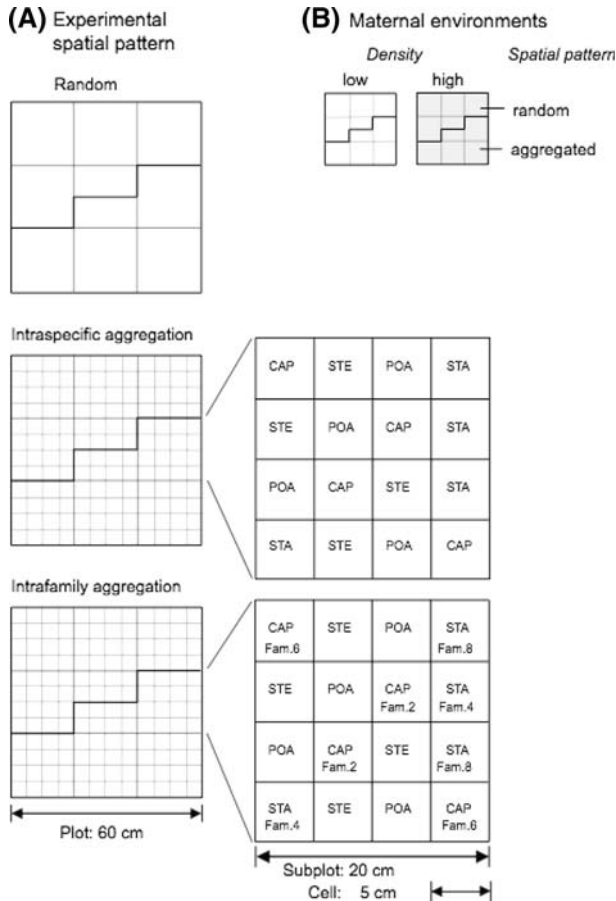 (A) Experimental
spatial pattern
Random
(B) Maternal environments
Density
Spatial pattern
low
high
random
aggregated
Intraspecific aggregation
CAP STE POA STA
STE POA CAP STA
POA CAP STE STA
STA STE POA CAP
Intrafamily aggregation
CAP STE POA STA
Fam.6 Fam.8
STE POA CAP STA
Fam.2 Fam.4
POA CAP STE STA
Fam.2 Fam.8
STA STE POA CAP
Fam.4 Fam.6
Plot: 60 cm
Subplot: 20 cm
Cell: 5 cm